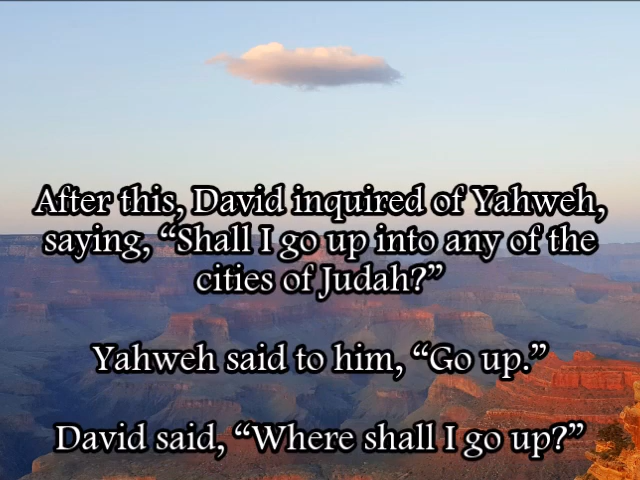 After this, David inquired of Yahweh,
saying, “Shall I go up into any of the
cities of Judah?”
Yahweh said to him, “Go up.”
David said, “Where shall I go up?”